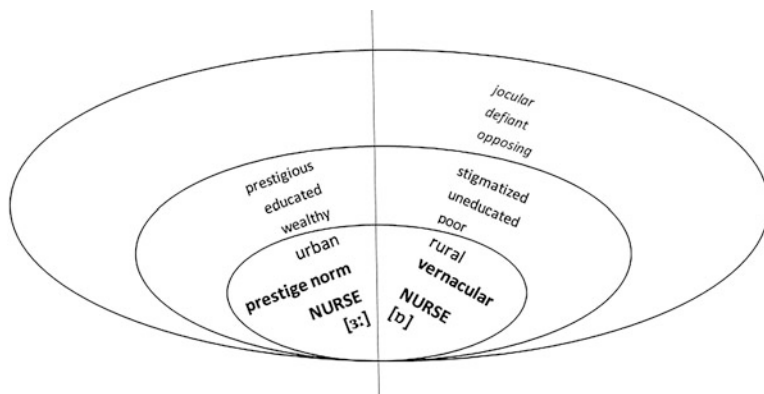 jocular
defiant
opposing
prestigious
educated
wealthy
stigmatized
uneducated
poor
urban
prestige norm
NURSE
[ɜː]
rural
vernacular
NURSE
[ɒ]